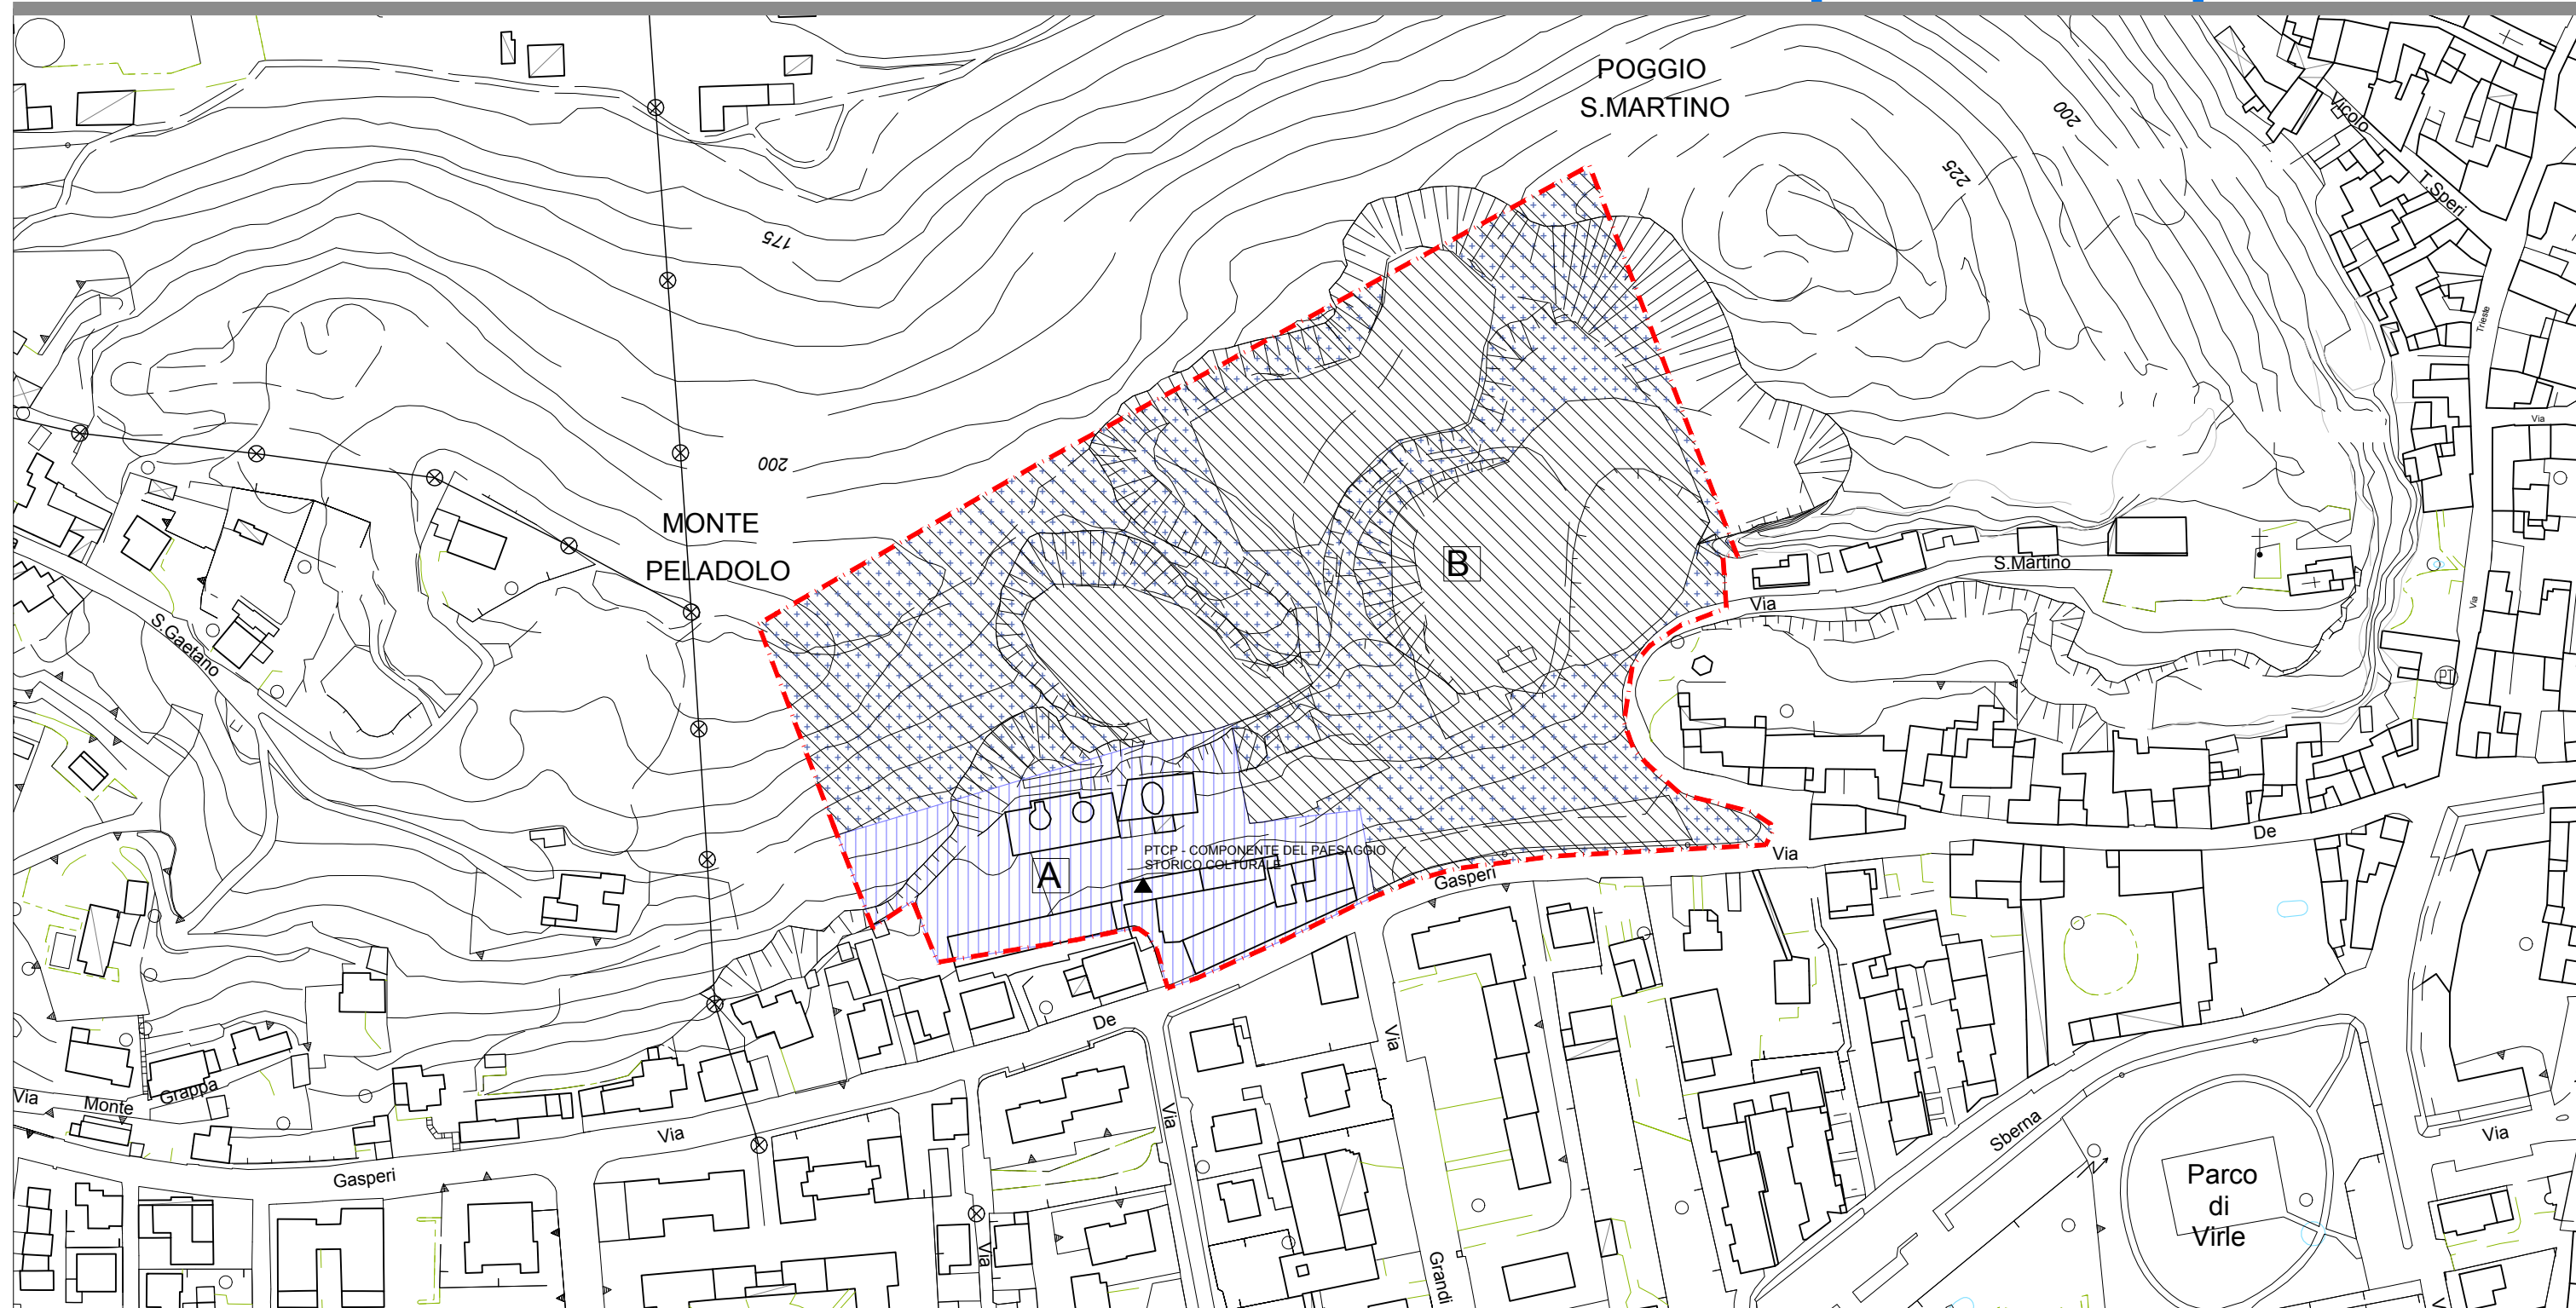 POGGIO
S.MARTINO
200
225
Vicolo
T.Speri
175
Trieste
Via
200
MONTE
PELADOLO
B
S.Martino
Via
Via
S.Gaetano
PT
De
PTCP - COMPONENTE DEL PAESAGGIO
STORICO COLTURALE
Via
A
Gasperi
De
Via
Via
Grappa
Monte
Via
Via
Sberna
Via
Gasperi
Parco
di
Virle
Via
Grandi